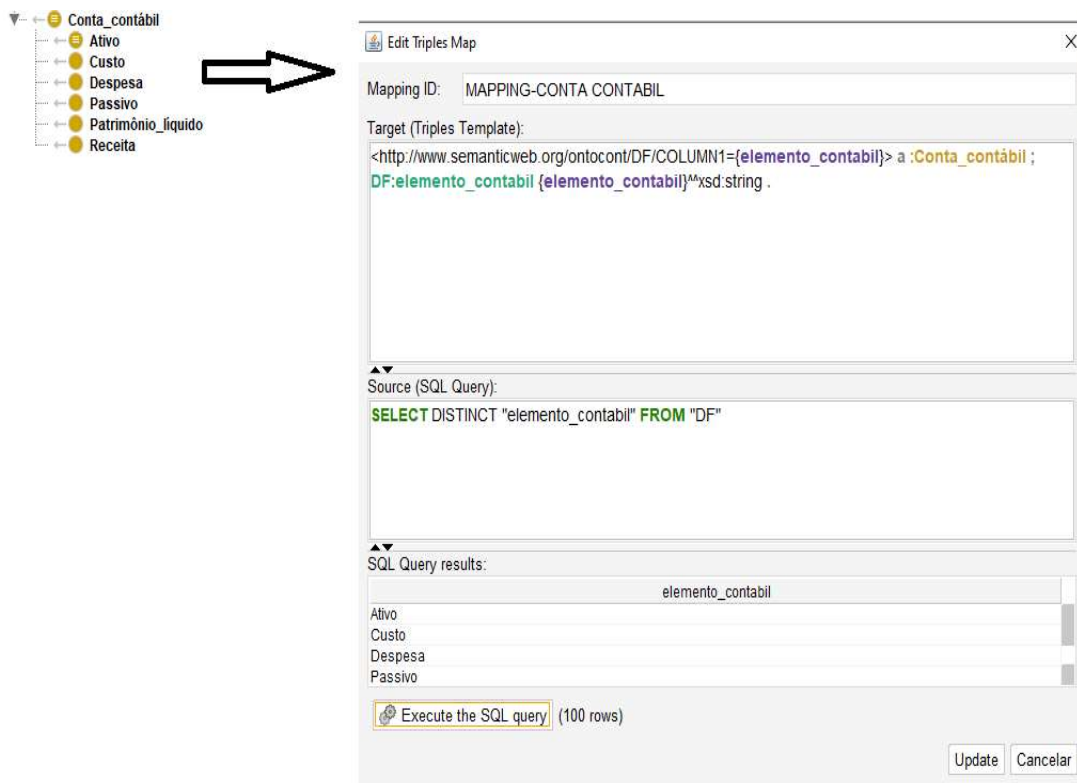 Conta_contábil
Ativo
Custo
Despesa
Passivo
Patrimônio_líquido
Receita
Edit Triples Map
X
Mapping ID: MAPPING-CONTA CONTABIL
Target (Triples Template):
<http://www.semanticweb.org/ontocont/DF/COLUMN1={elemento_contabil}> a :Conta_contábil ;
DF:elemento_contabil {elemento_contabil}^^xsd:string .
Source (SQL Query):
SELECT DISTINCT "elemento_contabil" FROM "DF"
SQL Query results:
elemento_contabil
Ativo
Custo
Despesa
Passivo
Execute the SQL query (100 rows)
Update Cancelar